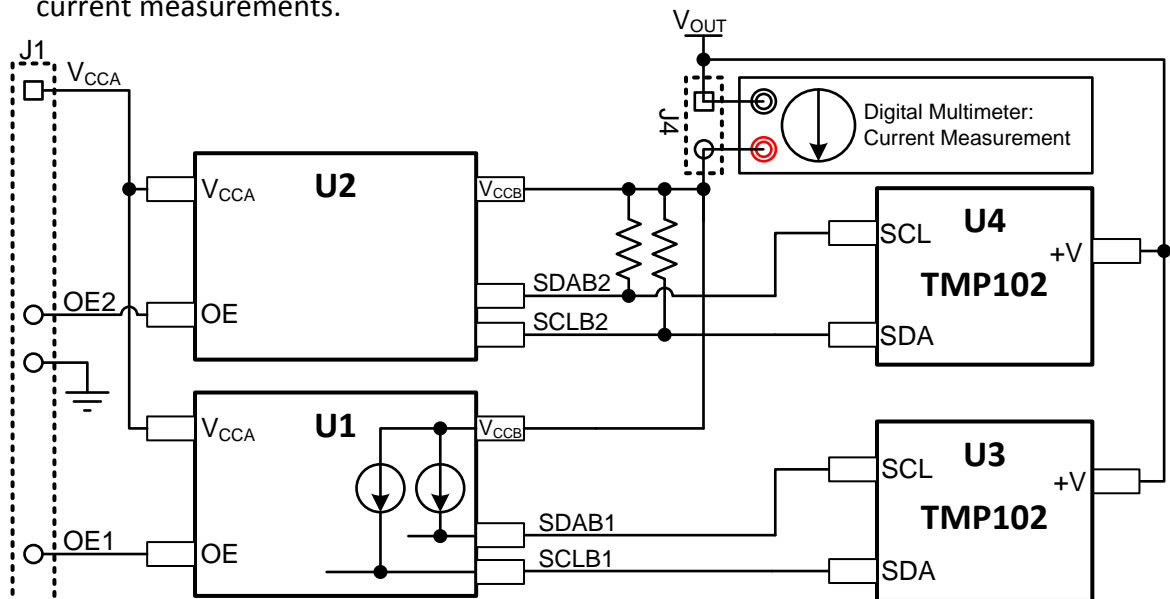 current measurements.
VOUT
J1
VCCA
J4
Digital Multimeter:
Current Measurement
U2
VCCA
VCCB
U4
SCL
+V
TMP102
SDAB2
OE2
OE
SCLB2
SDA
U1
VCCA
VCCB
U3
SCL
+V
TMP102
SDAB1
OE1
OE
SCLB1
SDA